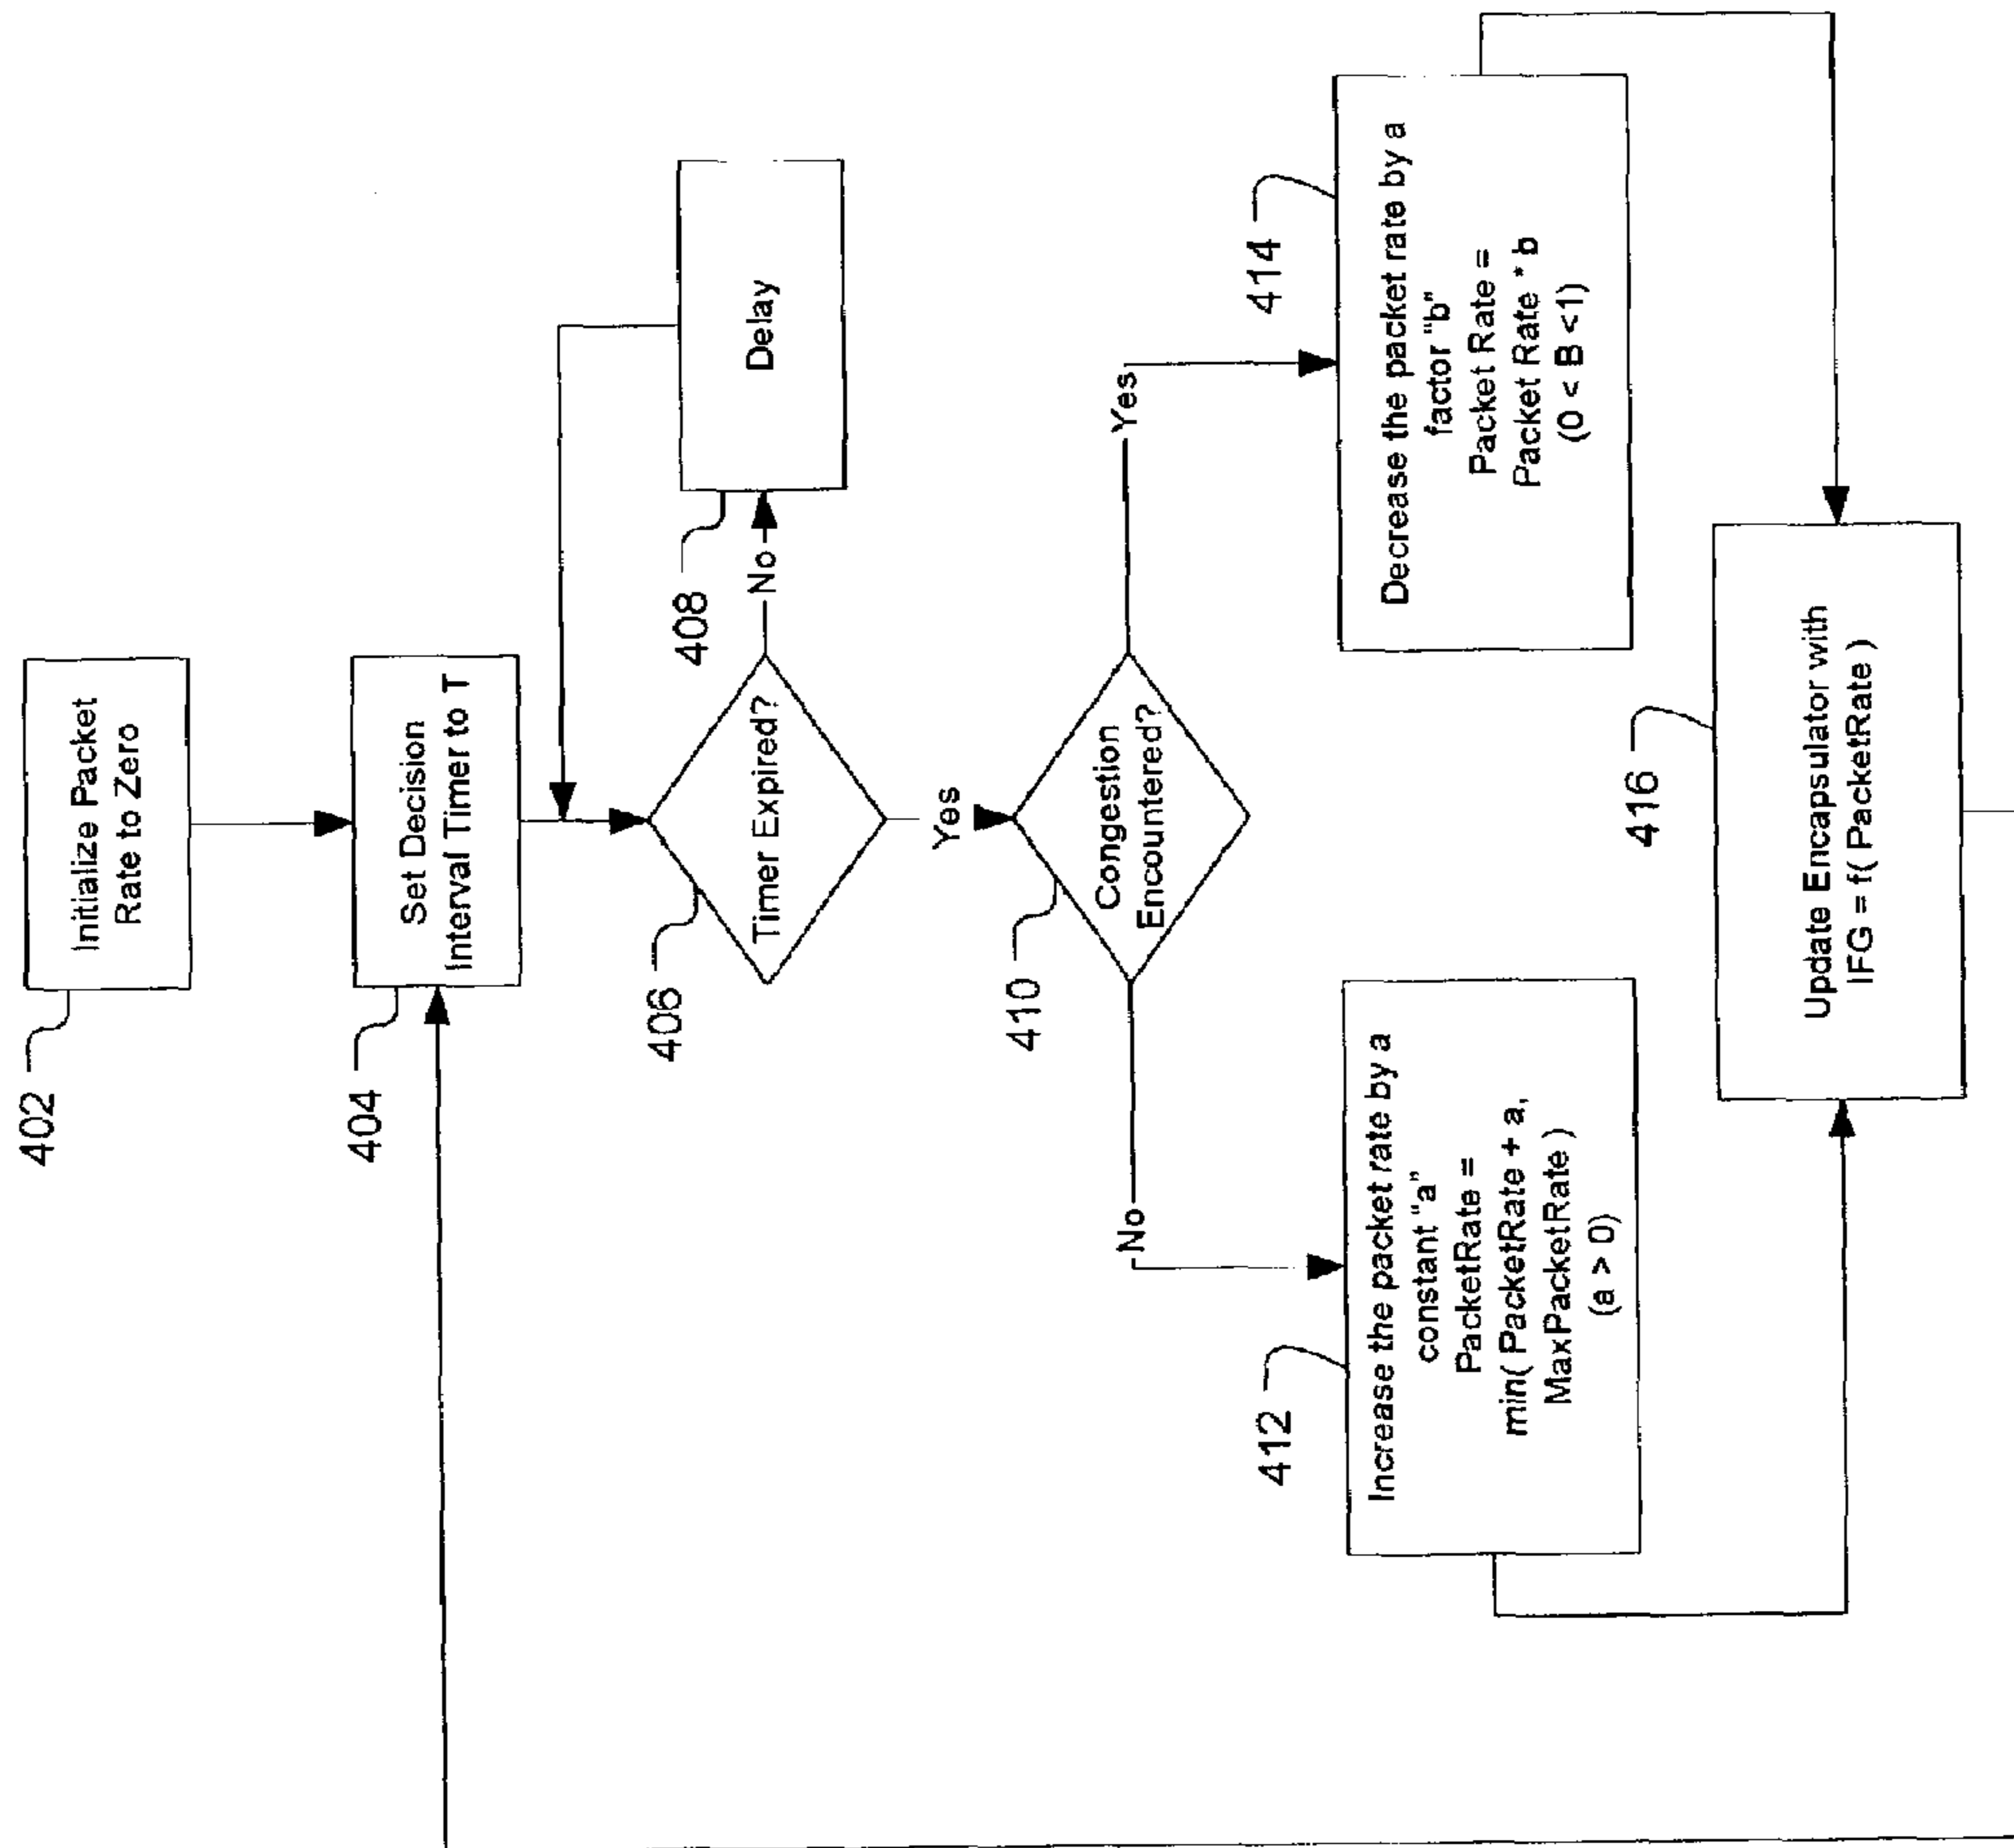 402
Initialize Packet
Rate to Zero
404
Set Decision
Interval Timer to T
406
Timer Expired?
No
408
Delay
Yes
410
Congestion
Encountered?
No
Yes
412
Increase the packet rate by a
constant "a"
PacketRate =
min( PacketRate + a,
MaxPacketRate )
(a > 0)
414
Decrease the packet rate by a
factor "b"
Packet Rate =
Packet Rate * b
(0 < B <1)
416
Update Encapsulator with
IFG = f( PacketRate )